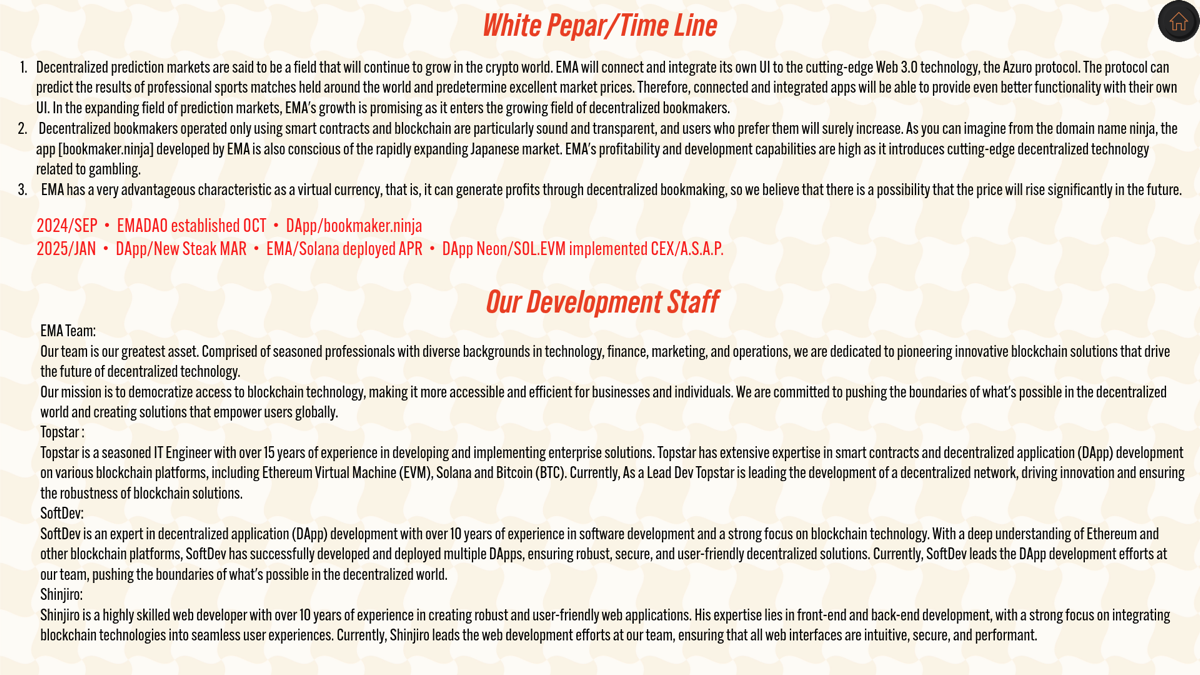 White Pepar/Time Line
1. Decentralized prediction markets are said to be a field that will continue to grow in the crypto world. EMA will connect and integrate its own UI to the cutting-edge Web 3.0 technology, the Azuro protocol. The protocol can
predict the results of professional sports matches held around the world and predetermine excellent market prices. Therefore, connected and integrated apps will be able to provide even better functionality with their own
UI. In the expanding field of prediction markets, EMA's growth is promising as it enters the growing field of decentralized bookmakers.
2. Decentralized bookmakers operated only using smart contracts and blockchain are particularly sound and transparent, and users who prefer them will surely increase. As you can imagine from the domain name ninja, the
app [bookmaker.ninja] developed by EMA is also conscious of the rapidly expanding Japanese market. EMA's profitability and development capabilities are high as it introduces cutting-edge decentralized technology
related to gambling.
3. EMA has a very advantageous characteristic as a virtual currency, that is, it can generate profits through decentralized bookmaking, so we believe that there is a possibility that the price will rise significantly in the future.
2024/SEP • EMADAO established OCT • DApp/bookmaker.ninja
2025/JAN • DApp/New Steak MAR • EMA/Solana deployed APR • DApp Neon/SOL.EVM implemented CEX/A.S.A.P.
Our Development Staff
EMA Team:
Our team is our greatest asset. Comprised of seasoned professionals with diverse backgrounds in technology, finance, marketing, and operations, we are dedicated to pioneering innovative blockchain solutions that drive
the future of decentralized technology.
Our mission is to democratize access to blockchain technology, making it more accessible and efficient for businesses and individuals. We are committed to pushing the boundaries of what's possible in the decentralized
world and creating solutions that empower users globally.
Topstar :
Topstar is a seasoned IT Engineer with over 15 years of experience in developing and implementing enterprise solutions. Topstar has extensive expertise in smart contracts and decentralized application (DApp) development
on various blockchain platforms, including Ethereum Virtual Machine (EVM), Solana and Bitcoin (BTC). Currently, As a Lead Dev Topstar is leading the development of a decentralized network, driving innovation and ensuring
the robustness of blockchain solutions.
SoftDev:
SoftDev is an expert in decentralized application (DApp) development with over 10 years of experience in software development and a strong focus on blockchain technology. With a deep understanding of Ethereum and
other blockchain platforms, SoftDev has successfully developed and deployed multiple DApps, ensuring robust, secure, and user-friendly decentralized solutions. Currently, SoftDev leads the DApp development efforts at
our team, pushing the boundaries of what's possible in the decentralized world.
Shinjiro:
Shinjiro is a highly skilled web developer with over 10 years of experience in creating robust and user-friendly web applications. His expertise lies in front-end and back-end development, with a strong focus on integrating
blockchain technologies into seamless user experiences. Currently, Shinjiro leads the web development efforts at our team, ensuring that all web interfaces are intuitive, secure, and performant.